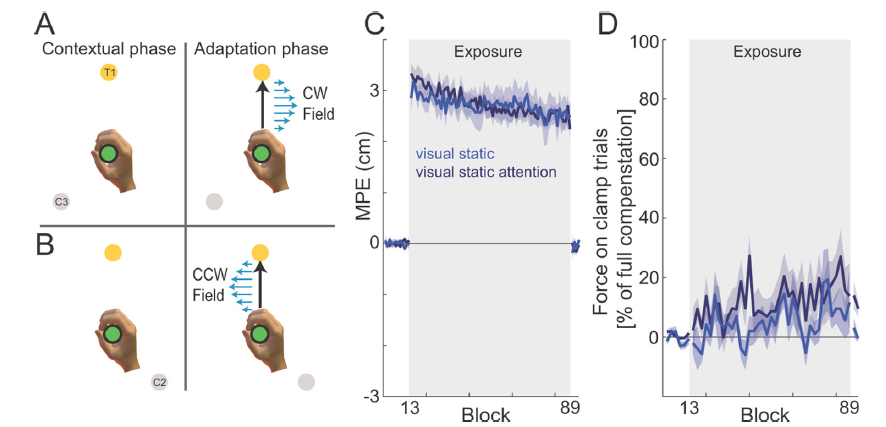 A
Contextual phase
Adaptation phase
T1
CW
Field
C3
B
CCW
Field
C2
C
Exposure
3
MPE (cm)
visual static
visual static attention
0
-3
13
Block
89
D
Exposure
100
80
60
40
20
0
Force on clamp trials
[% of full compenstation]
13
Block
89